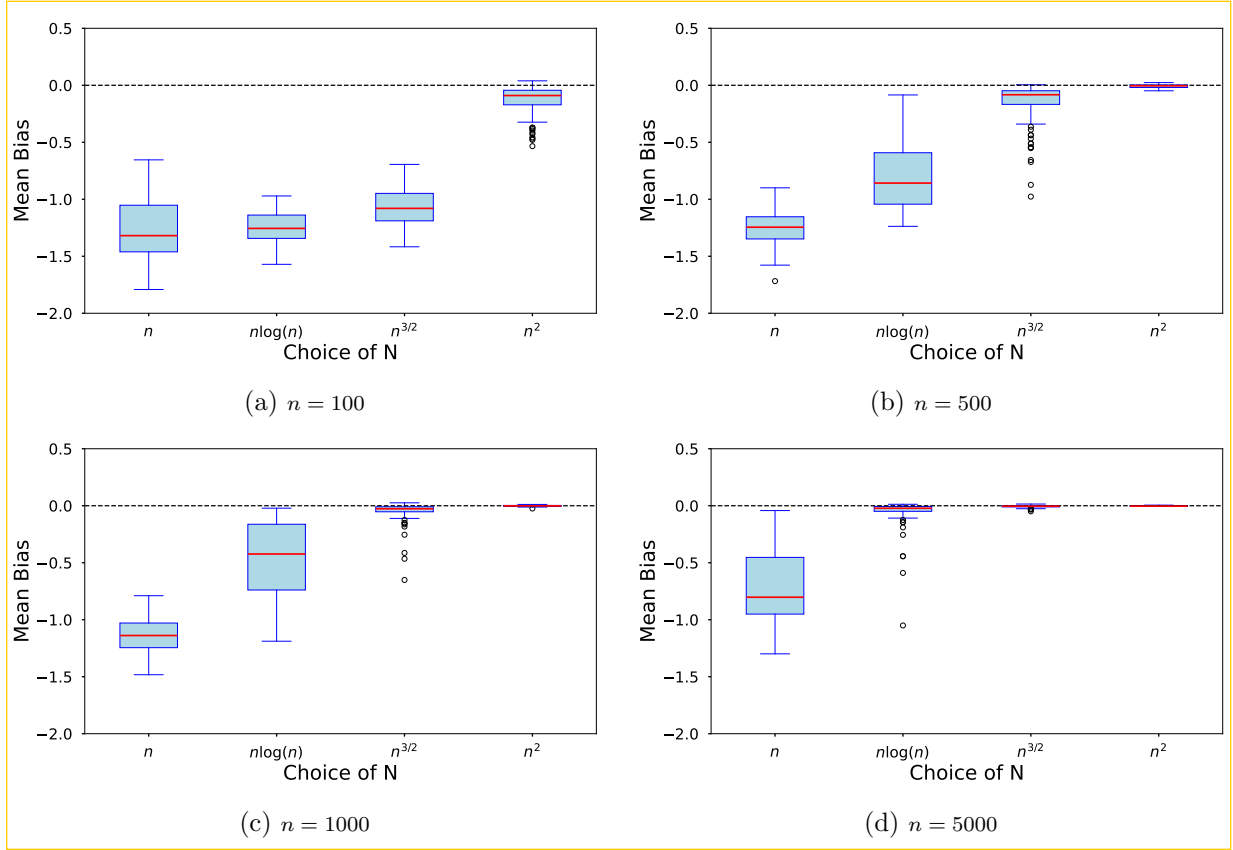 0.5
0.0
−0.5
−1.0
−1.5
−2.0
Mean Bias
n
nlog(n)
n^{3/2}
n^2
Choice of N
(a) n = 100
0.5
0.0
−0.5
−1.0
−1.5
−2.0
Mean Bias
n
nlog(n)
n^{3/2}
n^2
Choice of N
(b) n = 500
0.5
0.0
−0.5
−1.0
−1.5
−2.0
Mean Bias
n
nlog(n)
n^{3/2}
n^2
Choice of N
(c) n = 1000
0.5
0.0
−0.5
−1.0
−1.5
−2.0
Mean Bias
n
nlog(n)
n^{3/2}
n^2
Choice of N
(d) n = 5000